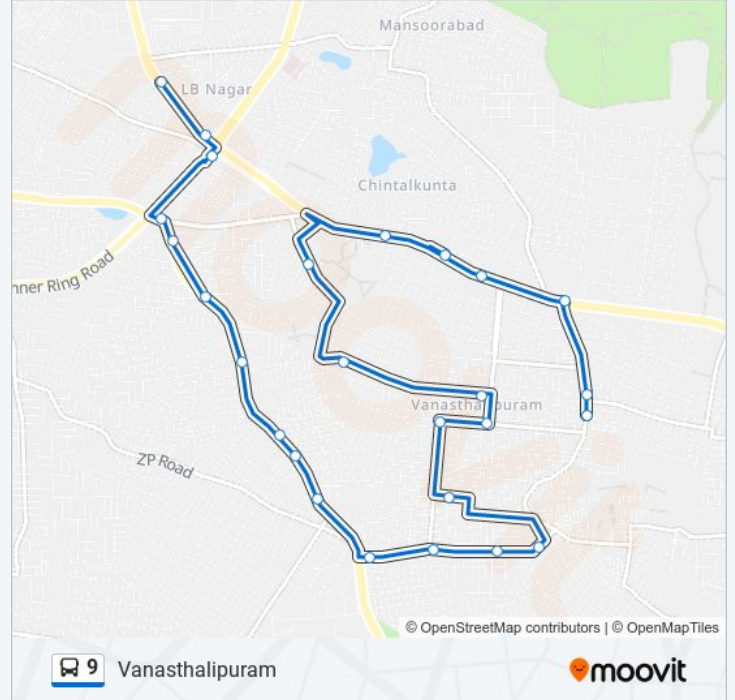 Mansoorabad
LB Nagar
Chintalkunta
nner Ring Road
Vanasthalipuram
ZP Road
© OpenStreetMap contributors | © OpenMapTiles
9 Vanasthalipuram
moovit